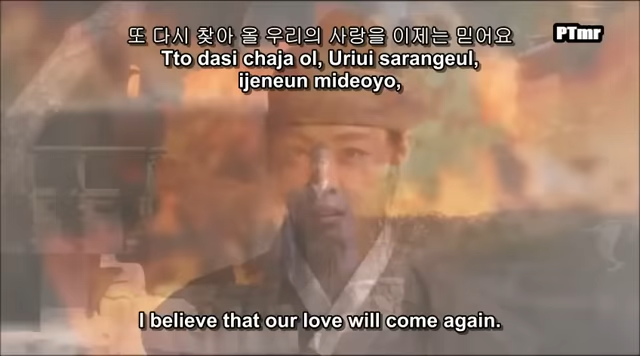 또 다시 찾아 올 우리의 사랑을 이제는 믿어요
PTmr
Tto dasi chaja ol, Uriui sarangeul,
ijeneun mideoyo,
I believe that our love will come again.